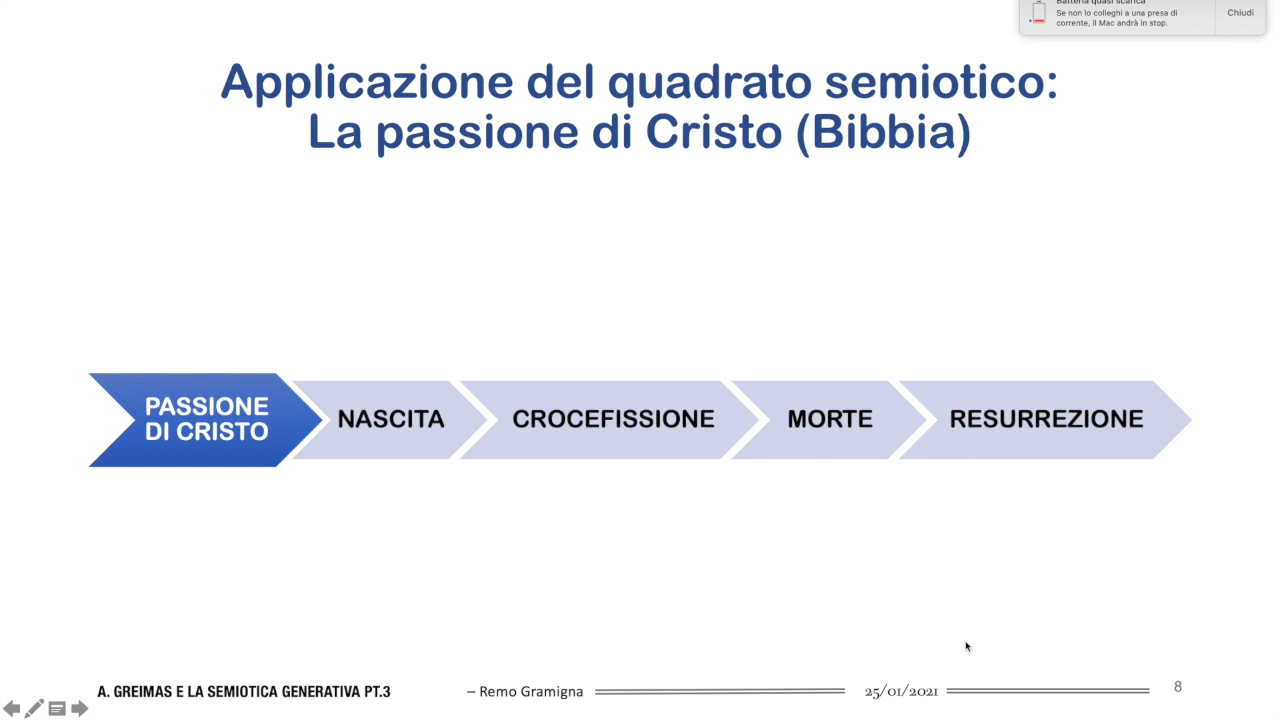 Batteria quasi scarica
Se non lo colleghi a una presa di
corrente, il Mac andrà in stop.
Chiudi
Applicazione del quadrato semiotico:
La passione di Cristo (Bibbia)
PASSIONE
DI CRISTO
NASCITA
CROCEFISSIONE
MORTE
RESURREZIONE
A. GREIMAS E LA SEMIOTICA GENERATIVA PT.3
– Remo Gramigna
25/01/2021
8